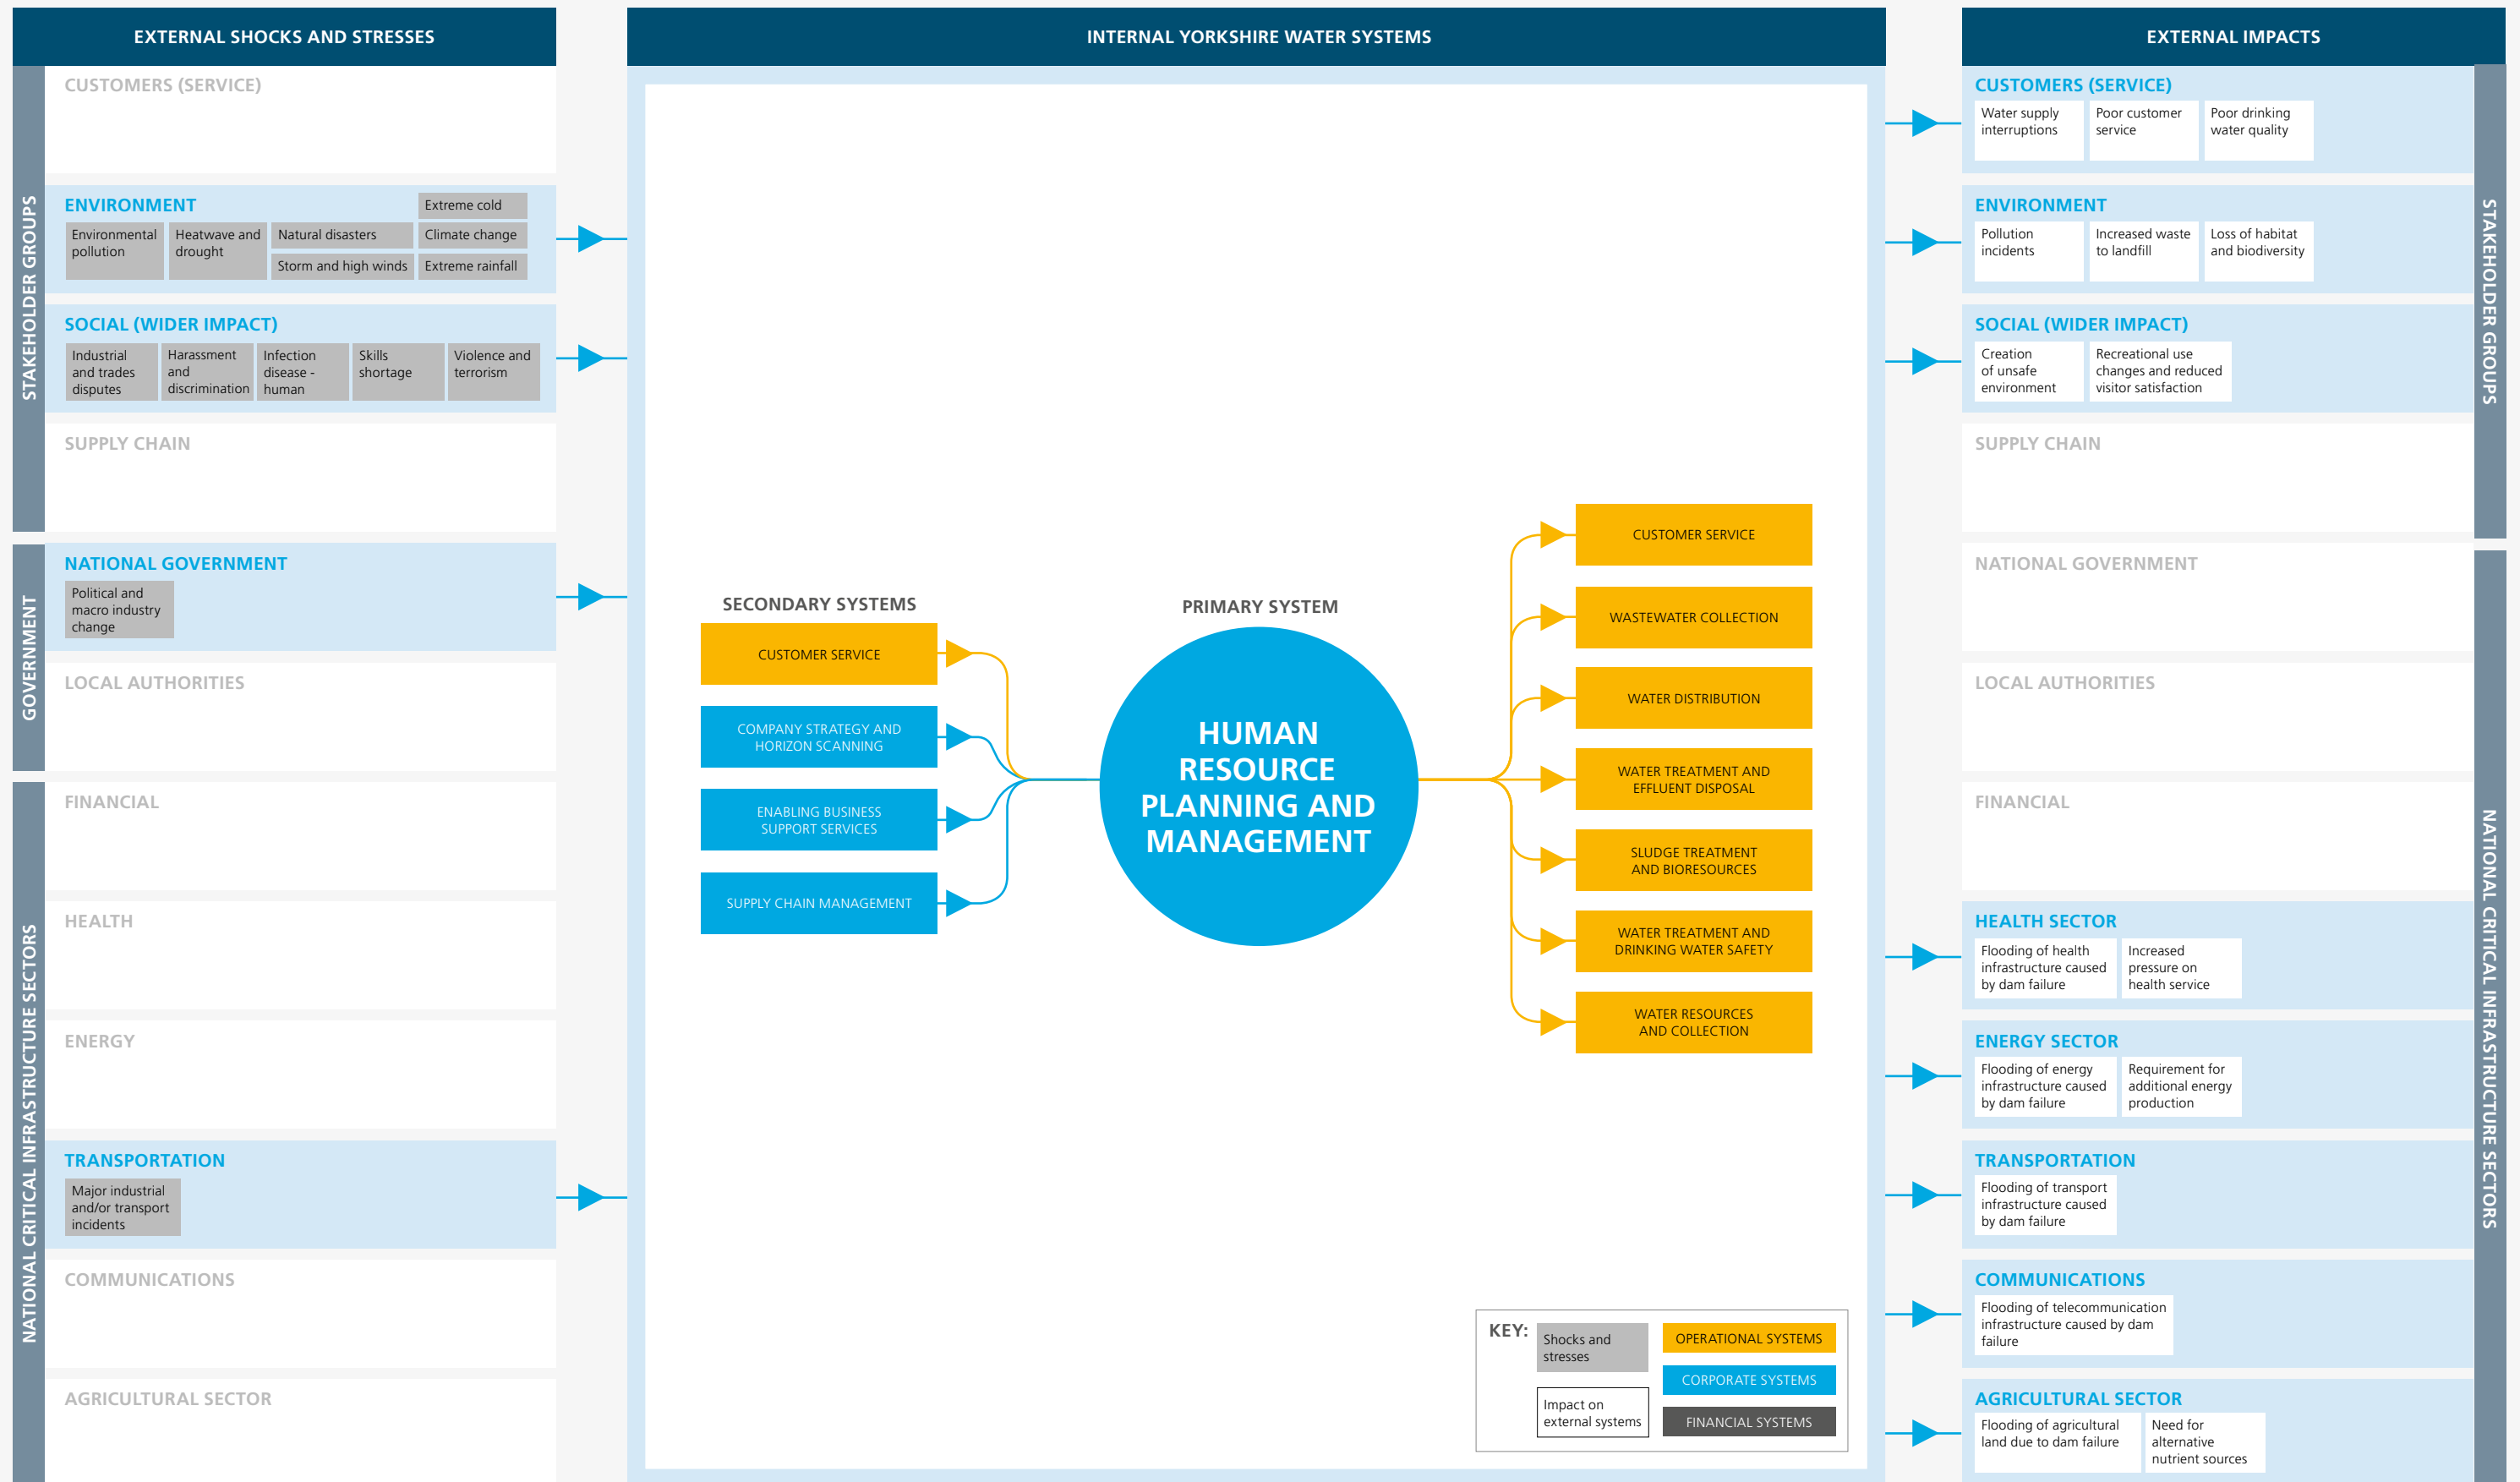 EXTERNAL SHOCKS AND STRESSES
STAKEHOLDER GROUPS
CUSTOMERS (SERVICE)
ENVIRONMENT
Extreme cold
Environmental
pollution
Heatwave and
drought
Natural disasters
Climate change
Storm and high winds
Extreme rainfall
SOCIAL (WIDER IMPACT)
Industrial
and trades
disputes
Harassment
and
discrimination
Infection
disease -
human
Skills
shortage
Violence and
terrorism
SUPPLY CHAIN
GOVERNMENT
NATIONAL GOVERNMENT
Political and
macro industry
change
LOCAL AUTHORITIES
NATIONAL CRITICAL INFRASTRUCTURE SECTORS
FINANCIAL
HEALTH
ENERGY
TRANSPORTATION
Major industrial
and/or transport
incidents
COMMUNICATIONS
AGRICULTURAL SECTOR
INTERNAL YORKSHIRE WATER SYSTEMS
SECONDARY SYSTEMS
CUSTOMER SERVICE
COMPANY STRATEGY AND
HORIZON SCANNING
ENABLING BUSINESS
SUPPORT SERVICES
SUPPLY CHAIN MANAGEMENT
PRIMARY SYSTEM
HUMAN
RESOURCE
PLANNING AND
MANAGEMENT
CUSTOMER SERVICE
WASTEWATER COLLECTION
WATER DISTRIBUTION
WATER TREATMENT AND
EFFLUENT DISPOSAL
SLUDGE TREATMENT
AND BIORESOURCES
WATER TREATMENT AND
DRINKING WATER SAFETY
WATER RESOURCES
AND COLLECTION
KEY:
Shocks and
stresses
Impact on
external systems
OPERATIONAL SYSTEMS
CORPORATE SYSTEMS
FINANCIAL SYSTEMS
EXTERNAL IMPACTS
STAKEHOLDER GROUPS
CUSTOMERS (SERVICE)
Water supply
interruptions
Poor customer
service
Poor drinking
water quality
ENVIRONMENT
Pollution
incidents
Increased waste
to landfill
Loss of habitat
and biodiversity
SOCIAL (WIDER IMPACT)
Creation
of unsafe
environment
Recreational use
changes and reduced
visitor satisfaction
SUPPLY CHAIN
NATIONAL CRITICAL INFRASTRUCTURE SECTORS
NATIONAL GOVERNMENT
LOCAL AUTHORITIES
FINANCIAL
HEALTH SECTOR
Flooding of health
infrastructure caused
by dam failure
Increased
pressure on
health service
ENERGY SECTOR
Flooding of energy
infrastructure caused
by dam failure
Requirement for
additional energy
production
TRANSPORTATION
Flooding of transport
infrastructure caused
by dam failure
COMMUNICATIONS
Flooding of telecommunication
infrastructure caused by dam
failure
AGRICULTURAL SECTOR
Flooding of agricultural
land due to dam failure
Need for
alternative
nutrient sources